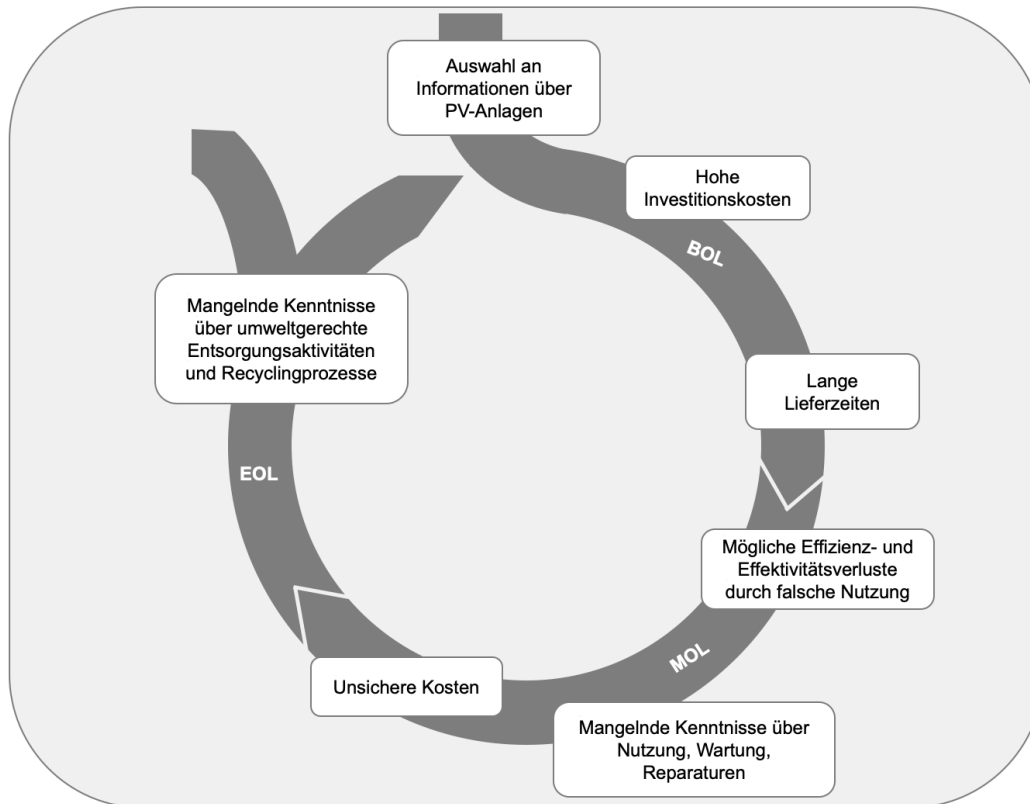 Auswahl an
Informationen über
PV-Anlagen
Hohe
Investitionskosten
BOL
Lange
Lieferzeiten
Mögliche Effizienz- und
Effektivitätsverluste
durch falsche Nutzung
MOL
Mangelnde Kenntnisse über
Nutzung, Wartung,
Reparaturen
Unsichere Kosten
EOL
Mangelnde Kenntnisse
über umweltgerechte
Entsorgungsaktivitäten
und Recyclingprozesse